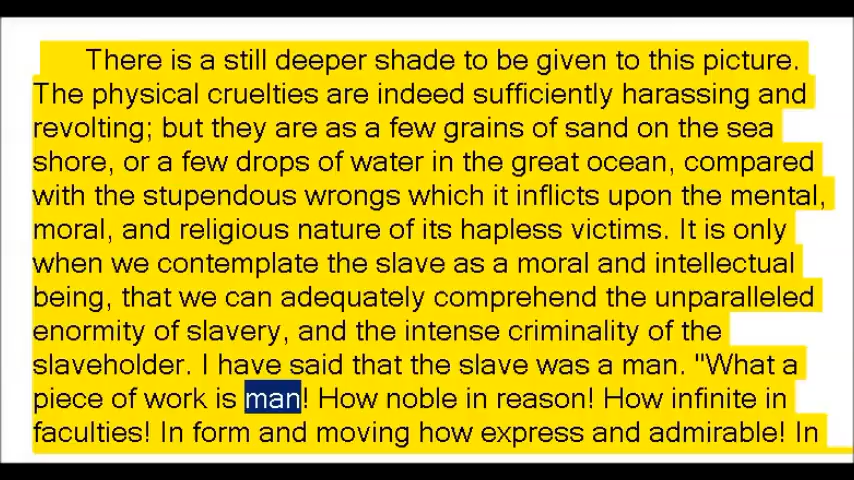 There is a still deeper shade to be given to this picture.
The physical cruelties are indeed sufficiently harassing and
revolting; but they are as a few grains of sand on the sea
shore, or a few drops of water in the great ocean, compared
with the stupendous wrongs which it inflicts upon the mental,
moral, and religious nature of its hapless victims. It is only
when we contemplate the slave as a moral and intellectual
being, that we can adequately comprehend the unparalleled
enormity of slavery, and the intense criminality of the
slaveholder. I have said that the slave was a man. "What a
piece of work is man! How noble in reason! How infinite in
faculties! In form and moving how express and admirable! In